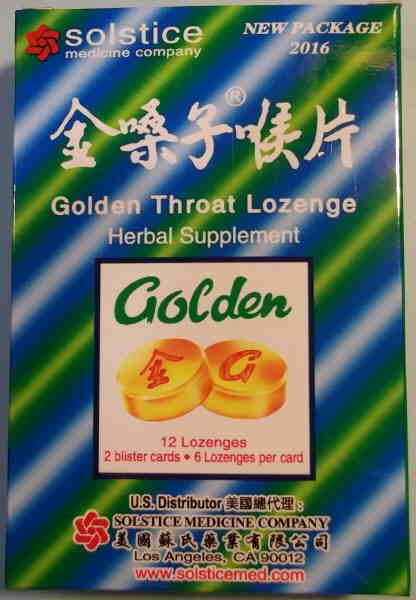 solstice
medicine company
NEW PACKAGE
2016
金嗓子®喉片
Golden Throat Lozenge
Herbal Supplement
Golden
金 G
12 Lozenges
2 blister cards • 6 Lozenges per card
U.S. Distributor 美國總代理:
SOLSTICE MEDICINE COMPANY
美國蘇氏藥業有限公司
Los Angeles, CA 90012
www.solsticemed.com